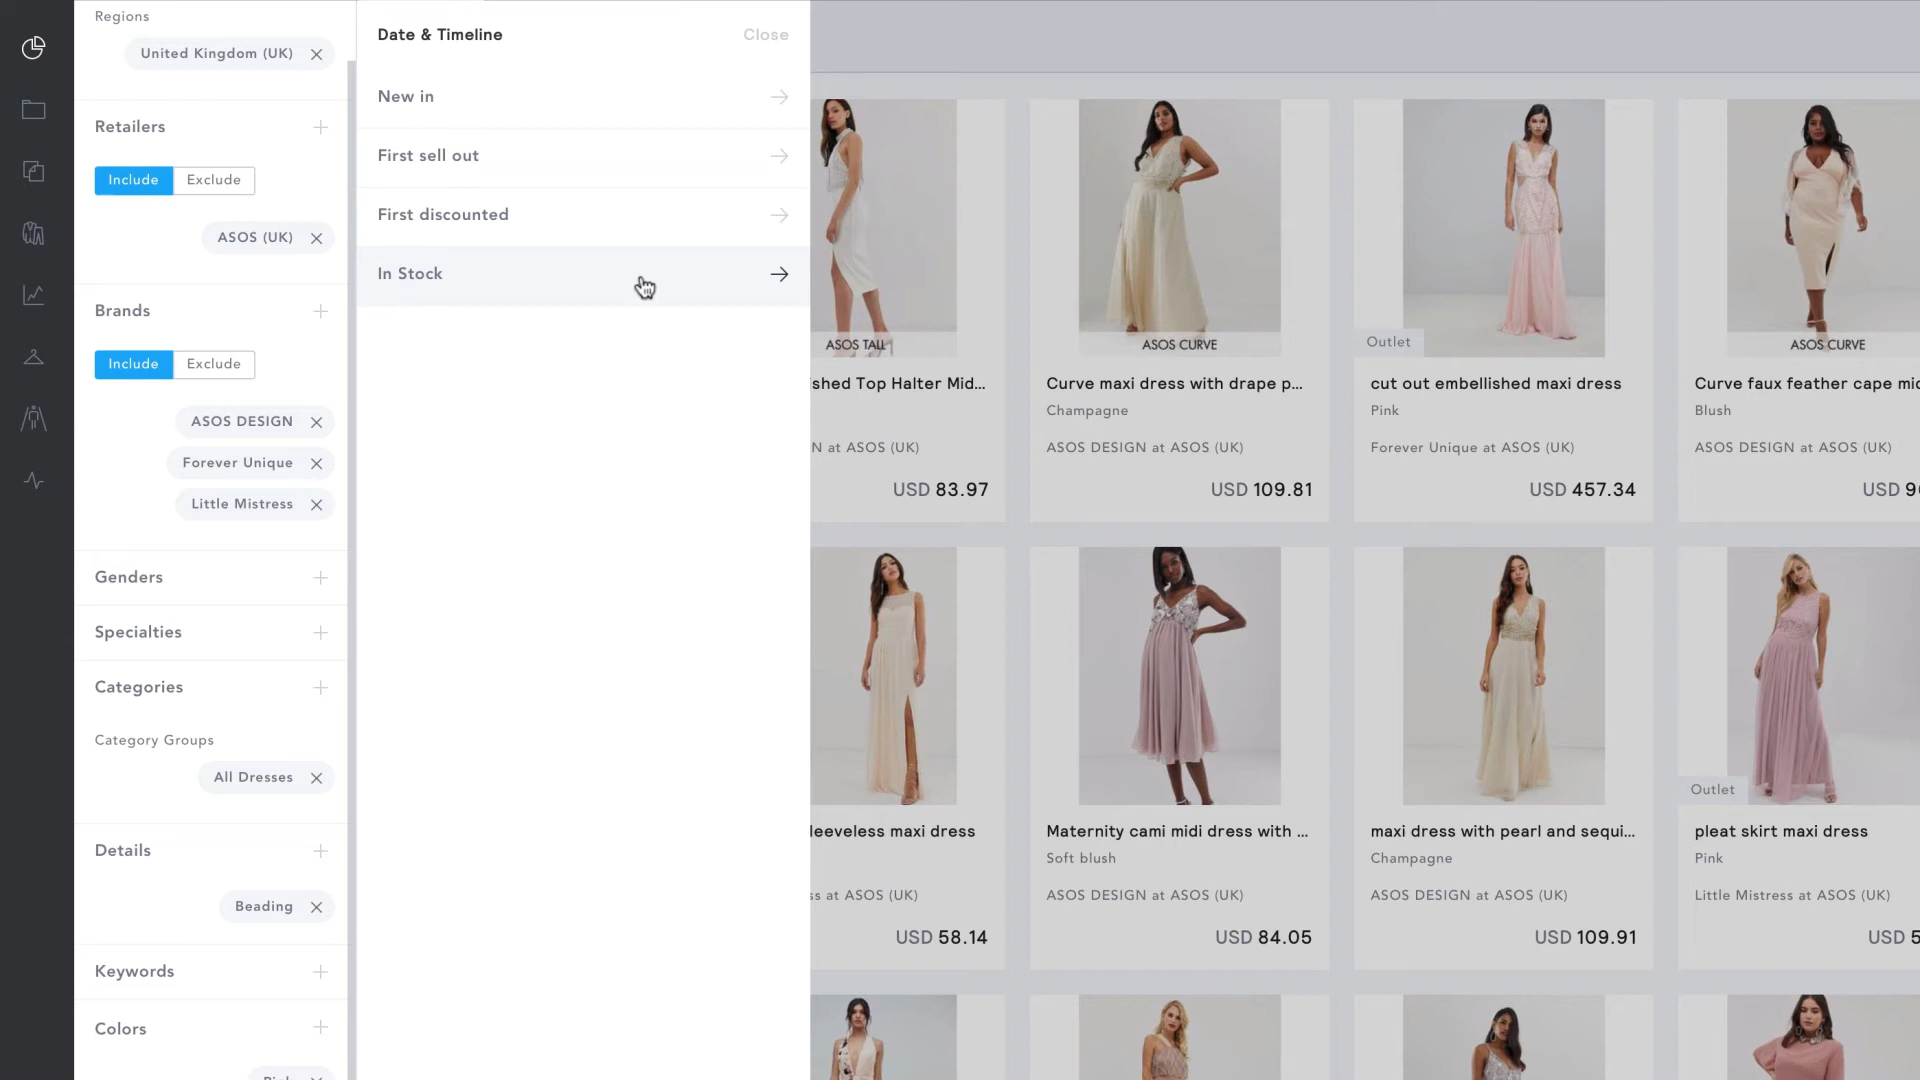 Regions
United Kingdom (UK)
Retailers
Include Exclude
ASOS (UK)
Brands
Include Exclude
ASOS DESIGN
Forever Unique
Little Mistress
Genders
Specialties
Categories
Category Groups
All Dresses
Details
Beading
Keywords
Colors
Date & Timeline
Close
New in
First sell out
First discounted
In Stock
ASOS TALL
shed Top Halter Mid...
N at ASOS (UK)
USD 83.97
ASOS CURVE
Curve maxi dress with drape p...
Champagne
ASOS DESIGN at ASOS (UK)
USD 109.81
Outlet
cut out embellished maxi dress
Pink
Forever Unique at ASOS (UK)
USD 457.34
ASOS CURVE
Curve faux feather cape mi
Blush
ASOS DESIGN at ASOS (UK)
USD 9
leeveless maxi dress
ss at ASOS (UK)
USD 58.14
Maternity cami midi dress with ...
Soft blush
ASOS DESIGN at ASOS (UK)
USD 84.05
maxi dress with pearl and sequi...
Champagne
ASOS DESIGN at ASOS (UK)
USD 109.91
Outlet
pleat skirt maxi dress
Pink
Little Mistress at ASOS (UK)
USD 5